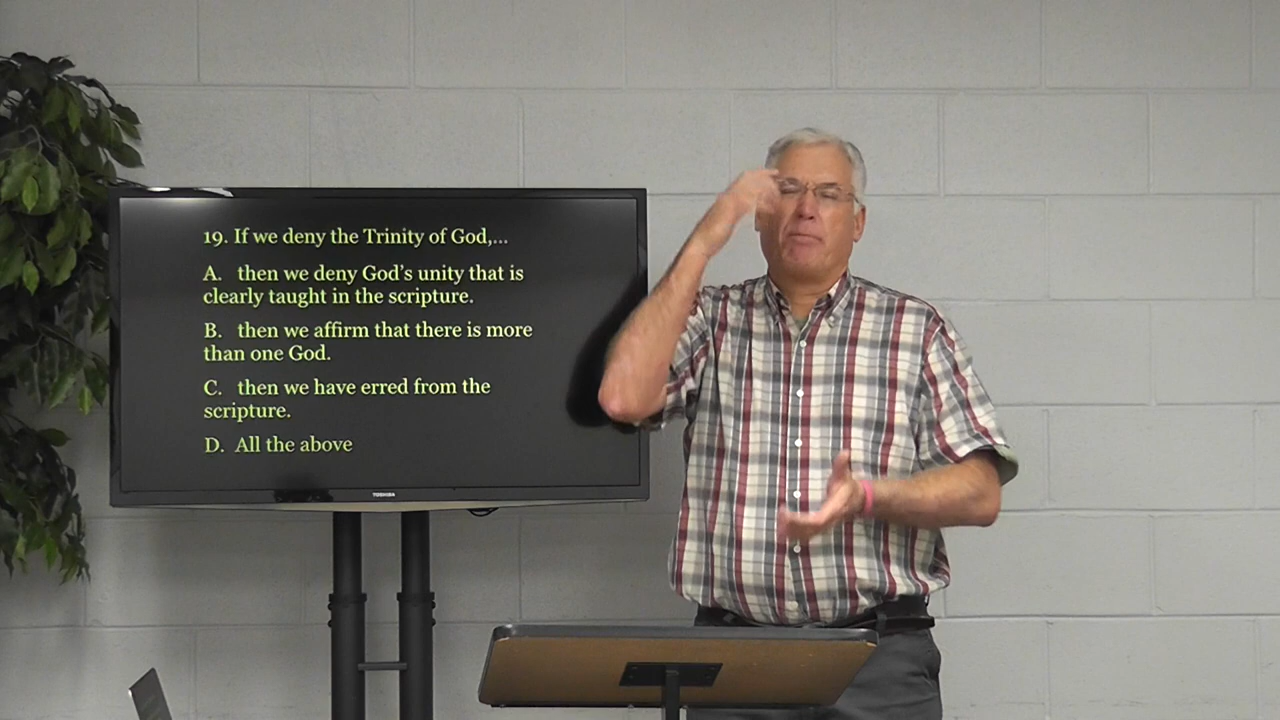 19. If we deny the Trinity of God,...
A. then we deny God's unity that is
clearly taught in the scripture.
B. then we affirm that there is more
than one God.
C. then we have erred from the
scripture.
D. All the above
TOSHIBA